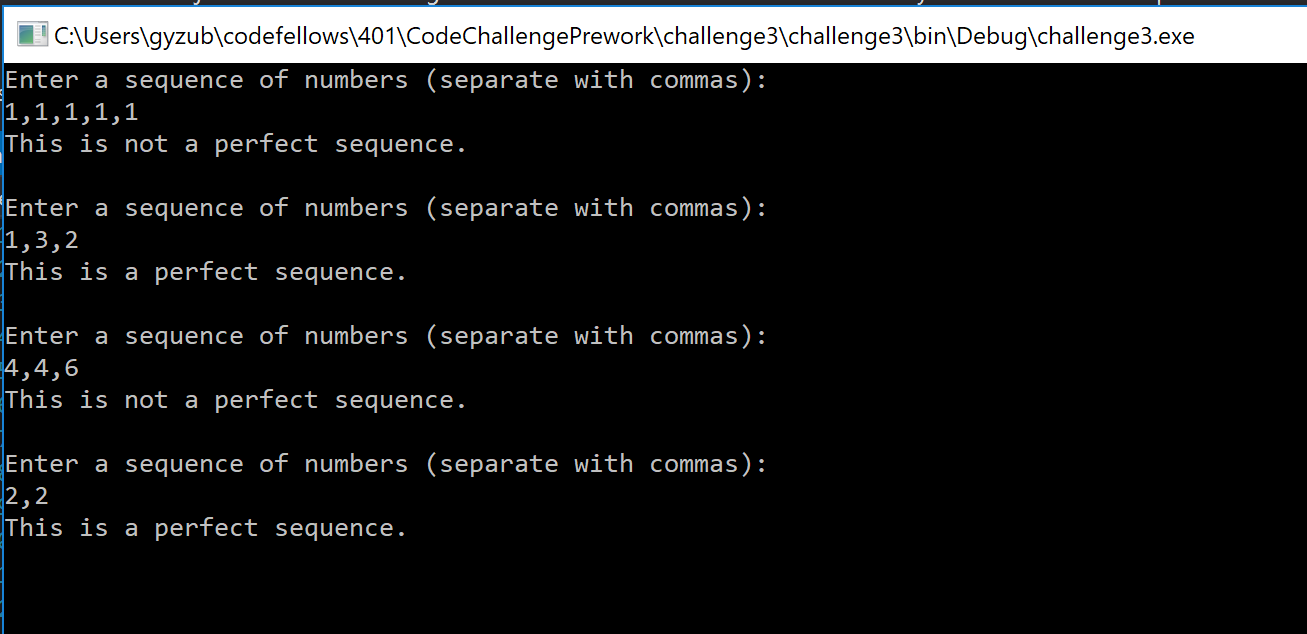 C:\Users\gyzub\codefellows\401\CodeChallengePrework\challenge3\challenge3\bin\Debug\challenge3.exe
Enter a sequence of numbers (separate with commas):
1,1,1,1,1
This is not a perfect sequence.
Enter a sequence of numbers (separate with commas):
1,3,2
This is a perfect sequence.
Enter a sequence of numbers (separate with commas):
4,4,6
This is not a perfect sequence.
Enter a sequence of numbers (separate with commas):
2,2
This is a perfect sequence.